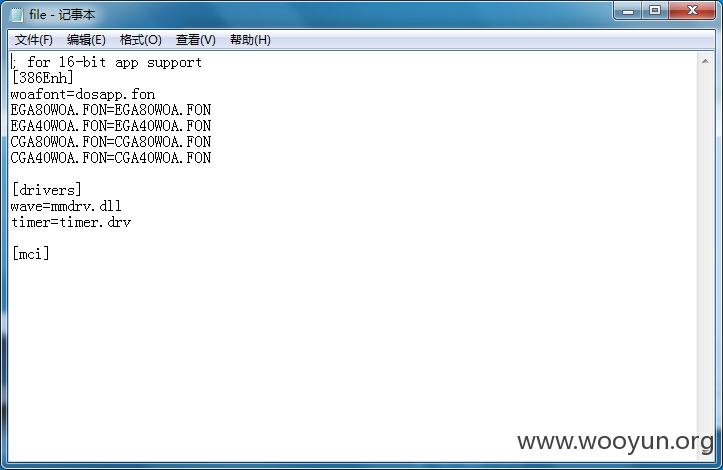 file - 记事本
文件(F) 编辑(E) 格式(O) 查看(V) 帮助(H)
; for 16-bit app support
[386Enh]
woafont=dosapp.fon
EGA80WOA.FON=EGA80WOA.FON
EGA40WOA.FON=EGA40WOA.FON
CGA80WOA.FON=CGA80WOA.FON
CGA40WOA.FON=CGA40WOA.FON
[drivers]
wave=mmdrv.dll
timer=timer.drv
[mci]
www.wooyun.org